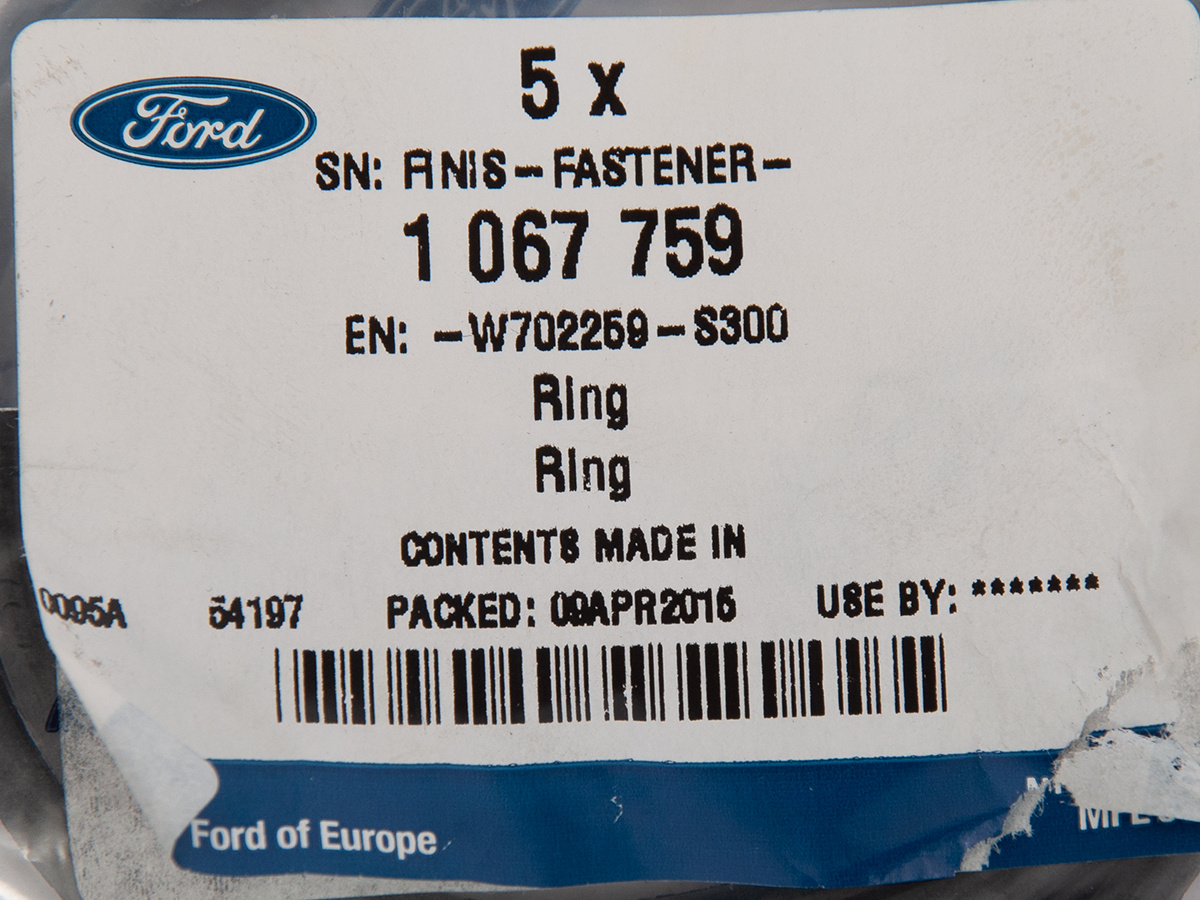 5 x
Ford
SN: FINIS-FASTENER-
1 067 759
EN: -W702259-S300
Ring
Ring
CONTENTS MADE IN
0095A 54197 PACKED: 09APR2015 USE BY: *******
Ford of Europe